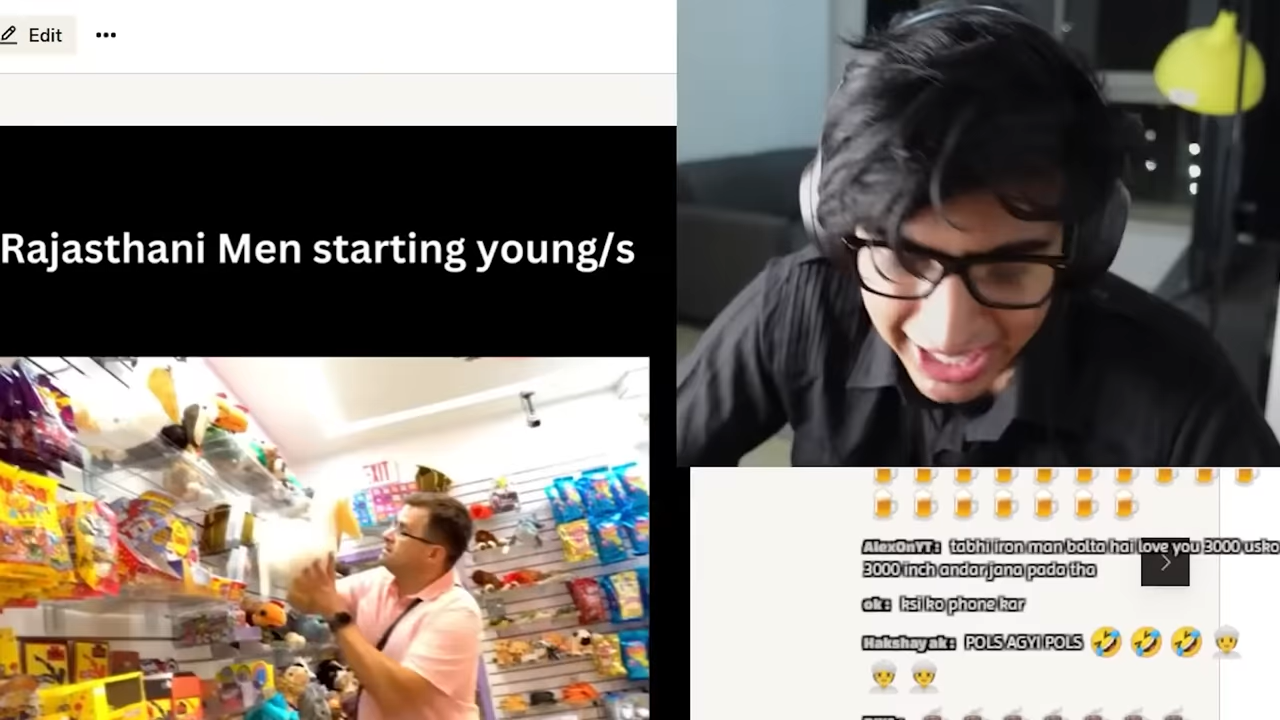 Edit
Rajasthani Men starting young/s
EXIT
AlexOnYT: tabhi iron man bolta hai love you 3000 usko
3000 inch andar jana pada tha
ok: ksi ko phone kar
Hakshayak: POLS AGYI POLS